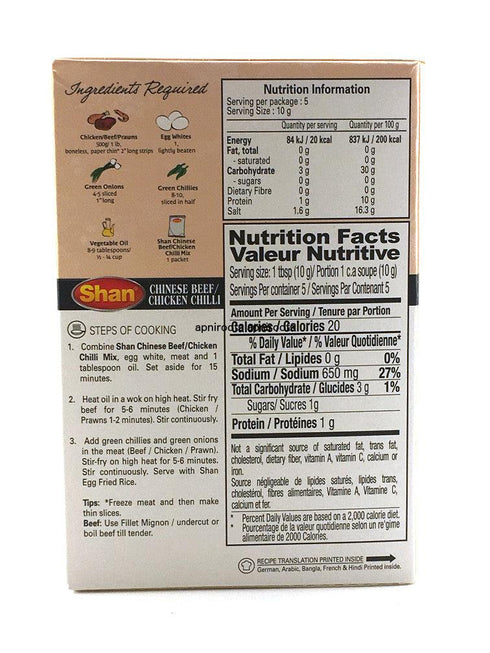 Ingredients Required
Chicken/Beef/Prawns
500g/ 1 lb,
boneless, paper thin* 2" long strips
Egg Whites
1,
lightly beaten
Green Onions
4-5 sliced
1" long
Green Chillies
8-10,
sliced in half
Vegetable Oil
8-9 tablespoons/
½ - ¾ cup
Shan Chinese
Beef/Chicken
Chilli Mix
1 packet
Shan
CHINESE BEEF/
CHICKEN CHILLI
STEPS OF COOKING
1. Combine Shan Chinese Beef/Chicken
Chilli Mix, egg white, meat and 1
tablespoon oil. Set aside for 15
minutes.
2. Heat oil in a wok on high heat. Stir fry
beef for 5-6 minutes (Chicken /
Prawns 1-2 minutes). Stir continously.
3. Add green chillies and green onions
in the meat (Beef / Chicken / Prawn).
Stir-fry on high heat for 5-6 minutes.
Stir continously. Serve with Shan
Egg Fried Rice.
Tips: *Freeze meat and then make
thin slices.
Beef: Use Fillet Mignon / undercut or
boil beef till tender.
Nutrition Information
Serving per package : 5
Serving Size : 10 g
Quantity per serving Quantity per 100 g
Energy 84 kJ / 20 kcal 837 kJ / 200 kcal
Fat, total 0 g 0 g
- saturated 0 g 0 g
Carbohydrate 3 g 30 g
- sugars 0 g 0 g
Dietary Fibre 0 g 0 g
Protein 1 g 10 g
Salt 1.6 g 16.3 g
Nutrition Facts
Valeur Nutritive
Serving size: 1 tbsp (10 g)/ Portion 1 c.a soupe (10 g)
Servings Per container 5 / Servings Par Contenant 5
Amount Per Serving / Tenure par Portion
Calories / Calories 20
% Daily Value* / % Valeur Quotidienne*
Total Fat / Lipides 0 g 0%
Sodium / Sodium 650 mg 27%
Total Carbohydrate / Glucides 3 g 1%
Sugars/ Sucres 1g
Protein / Protéines 1 g
Not a significant source of saturated fat, trans fat,
cholesterol, dietary fiber, vitamin A, vitamin C, calcium or
iron.
Source négligeable de lipides saturés, lipides trans,
cholestérol, fibres alimentaires, Vitamine A, Vitamine C,
calcium et fer.
* Percent Daily Values are based on a 2,000 calorie diet.
* Pourcentage de la valeur quotidienne selon un re'gime
alimentaire de 2000 Calories.
RECIPE TRANSLATION PRINTED INSIDE
German, Arabic, Bangla, French & Hindi Printed inside.